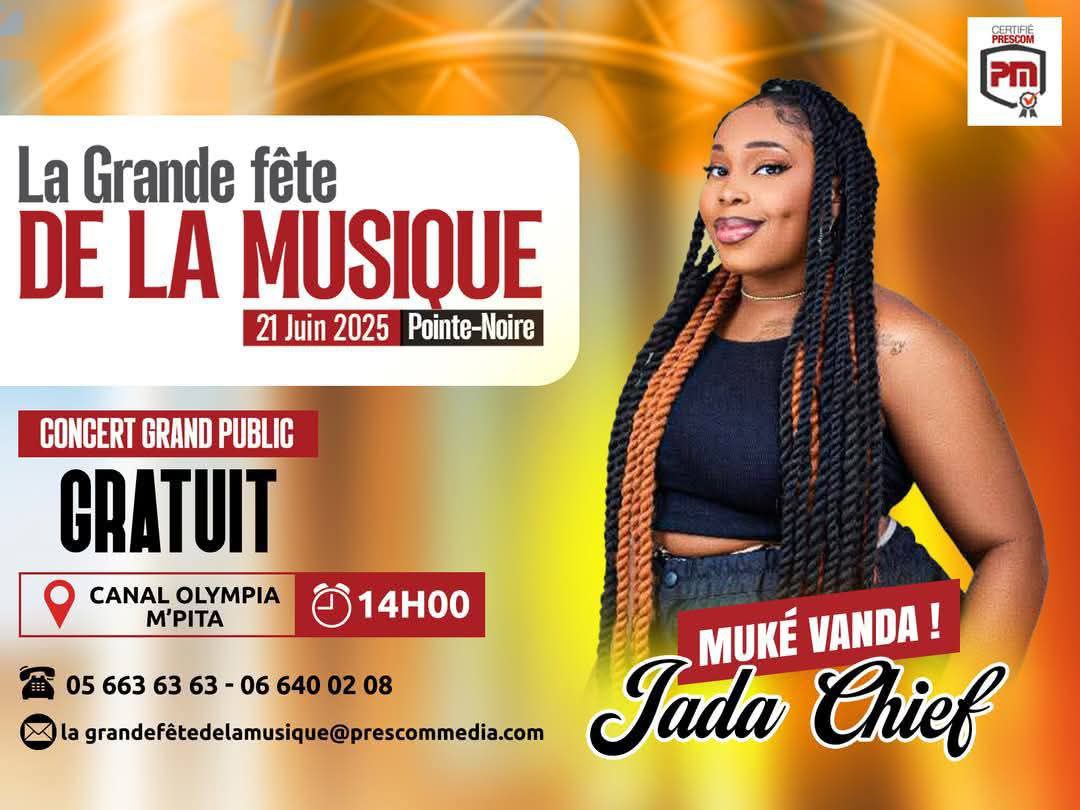 CERTIFIÉ
PRESCOM
PM
La Grande fête
DE LA MUSIQUE
21 Juin 2025 Pointe-Noire
CONCERT GRAND PUBLIC
GRATUIT
CANAL OLYMPIA
M'PITA
14H00
05 663 63 63 - 06 640 02 08
la grandefêtedelamusique@prescommedia.com
MUKÉ VANDA !
Jada Chief